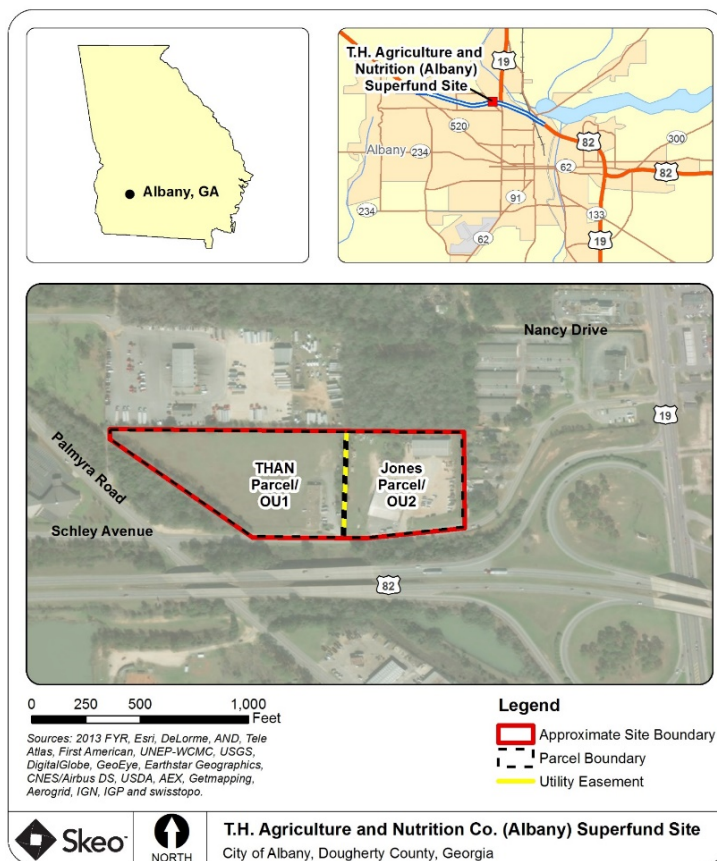 Albany, GA
T.H. Agriculture and
Nutrition (Albany)
Superfund Site
19
520
82
300
Albany
234
62
82
91
234
133
62
19
Nancy Drive
19
Palmyra Road
THAN
Parcel/
OU1
Jones
Parcel/
OU2
Schley Avenue
82
0 250 500 1,000
Feet
Sources: 2013 FYR, Esri, DeLorme, AND, Tele
Atlas, First American, UNEP-WCMC, USGS,
DigitalGlobe, GeoEye, Earthstar Geographics,
CNES/Airbus DS, USDA, AEX, Getmapping,
Aerogrid, IGN, IGP and swisstopo.
Legend
Approximate Site Boundary
Parcel Boundary
Utility Easement
Skeo
NORTH
T.H. Agriculture and Nutrition Co. (Albany) Superfund Site
City of Albany, Dougherty County, Georgia